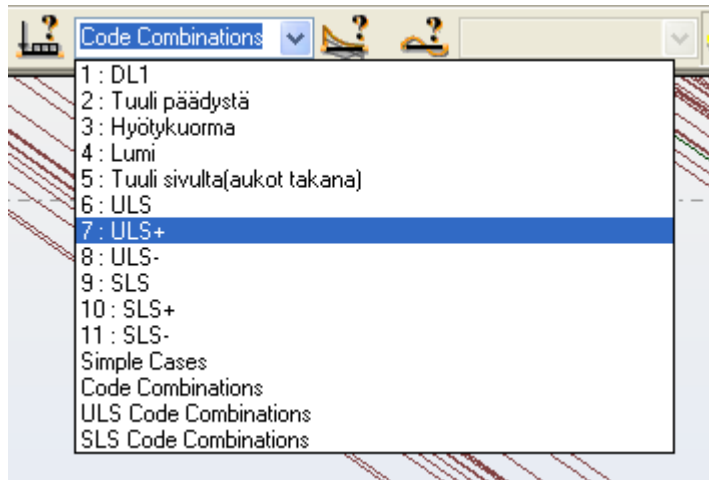 Code Combinations
1 : DL1
2 : Tuuli päädystä
3 : Hyötykuorma
4 : Lumi
5 : Tuuli sivulta(aukot takana)
6 : ULS
7 : ULS+
8 : ULS-
9 : SLS
10 : SLS+
11 : SLS-
Simple Cases
Code Combinations
ULS Code Combinations
SLS Code Combinations